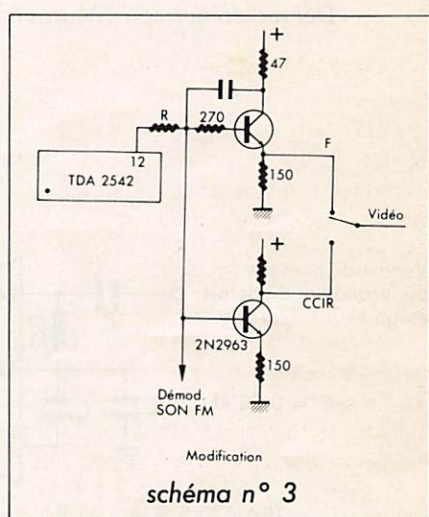 +
47
R
270
12
F
TDA 2542
150
Vidéo
+
CCIR
2N2963
150
Démod.
SON FM
Modification
schéma n° 3